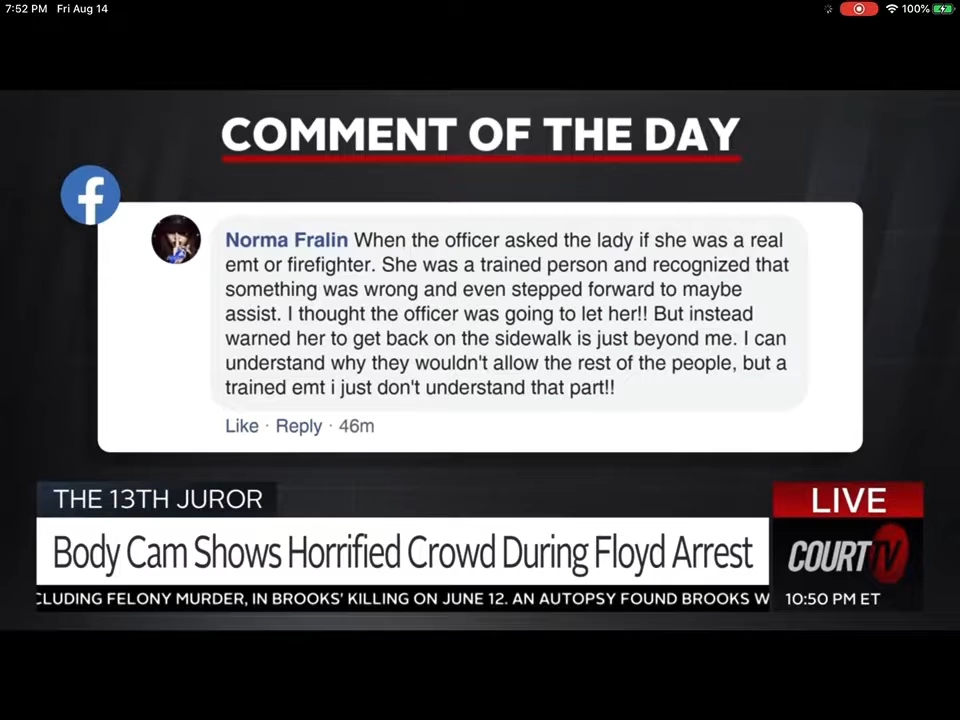 7:52 PM Fri Aug 14
100%
COMMENT OF THE DAY
Norma Fralin When the officer asked the lady if she was a real
emt or firefighter. She was a trained person and recognized that
something was wrong and even stepped forward to maybe
assist. I thought the officer was going to let her!! But instead
warned her to get back on the sidewalk is just beyond me. I can
understand why they wouldn't allow the rest of the people, but a
trained emt i just don't understand that part!!
Like · Reply · 46m
THE 13TH JUROR
LIVE
Body Cam Shows Horrified Crowd During Floyd Arrest
COURT TV
CLUDING FELONY MURDER, IN BROOKS' KILLING ON JUNE 12. AN AUTOPSY FOUND BROOKS W
10:50 PM ET